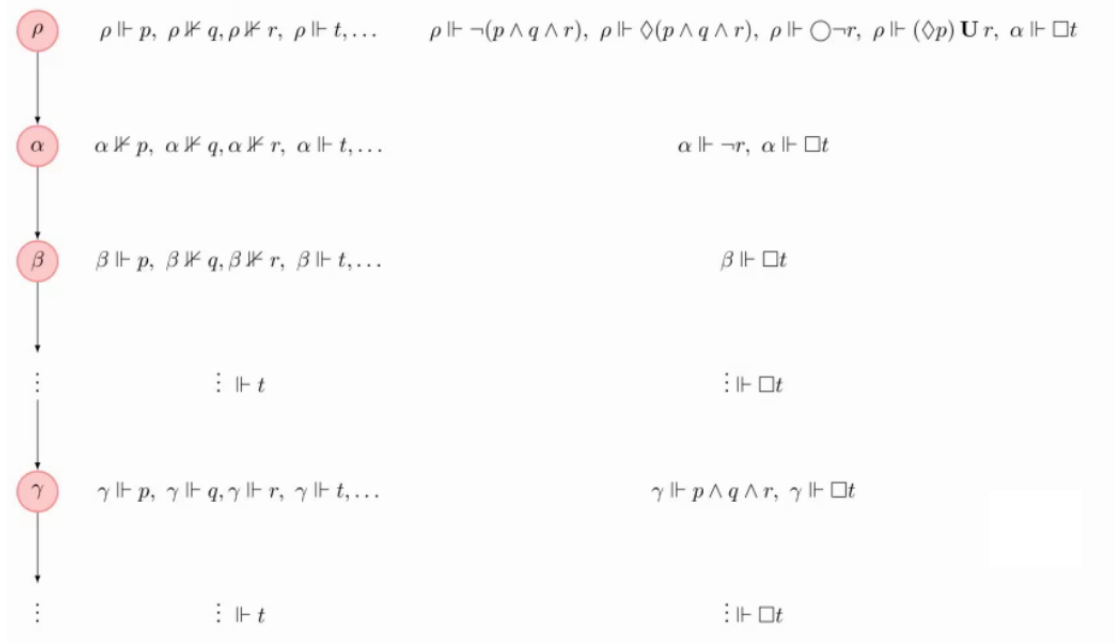 ρ ρ ⊩ p, ρ ⊮ q, ρ ⊮ r, ρ ⊩ t, … ρ ⊩ ¬(p ∧ q ∧ r), ρ ⊩ ◊(p ∧ q ∧ r), ρ ⊩ ◯¬r, ρ ⊩ (◊p) U r, α ⊩ □t
α α ⊮ p, α ⊮ q, α ⊮ r, α ⊩ t, … α ⊩ ¬r, α ⊩ □t
β β ⊩ p, β ⊮ q, β ⊮ r, β ⊩ t, … β ⊩ □t
⋮ ⋮ ⊩ t ⋮ ⊩ □t
γ γ ⊩ p, γ ⊩ q, γ ⊩ r, γ ⊩ t, … γ ⊩ p ∧ q ∧ r, γ ⊩ □t
⋮ ⋮ ⊩ t ⋮ ⊩ □t